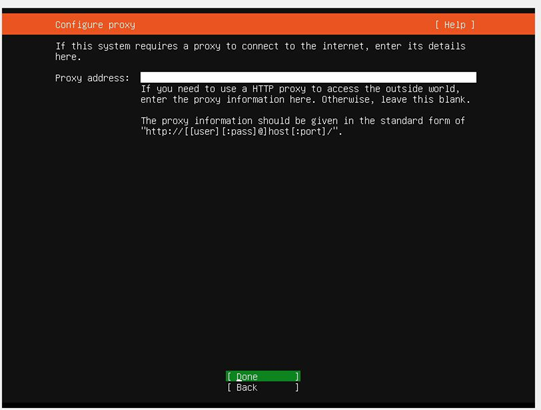 Configure proxy [ Help ]
If this system requires a proxy to connect to the internet, enter its details
here.
Proxy address:
If you need to use a HTTP proxy to access the outside world,
enter the proxy information here. Otherwise, leave this blank.
The proxy information should be given in the standard form of
"http://[[user][:pass]@]host[:port]/".
[ Done ]
[ Back ]